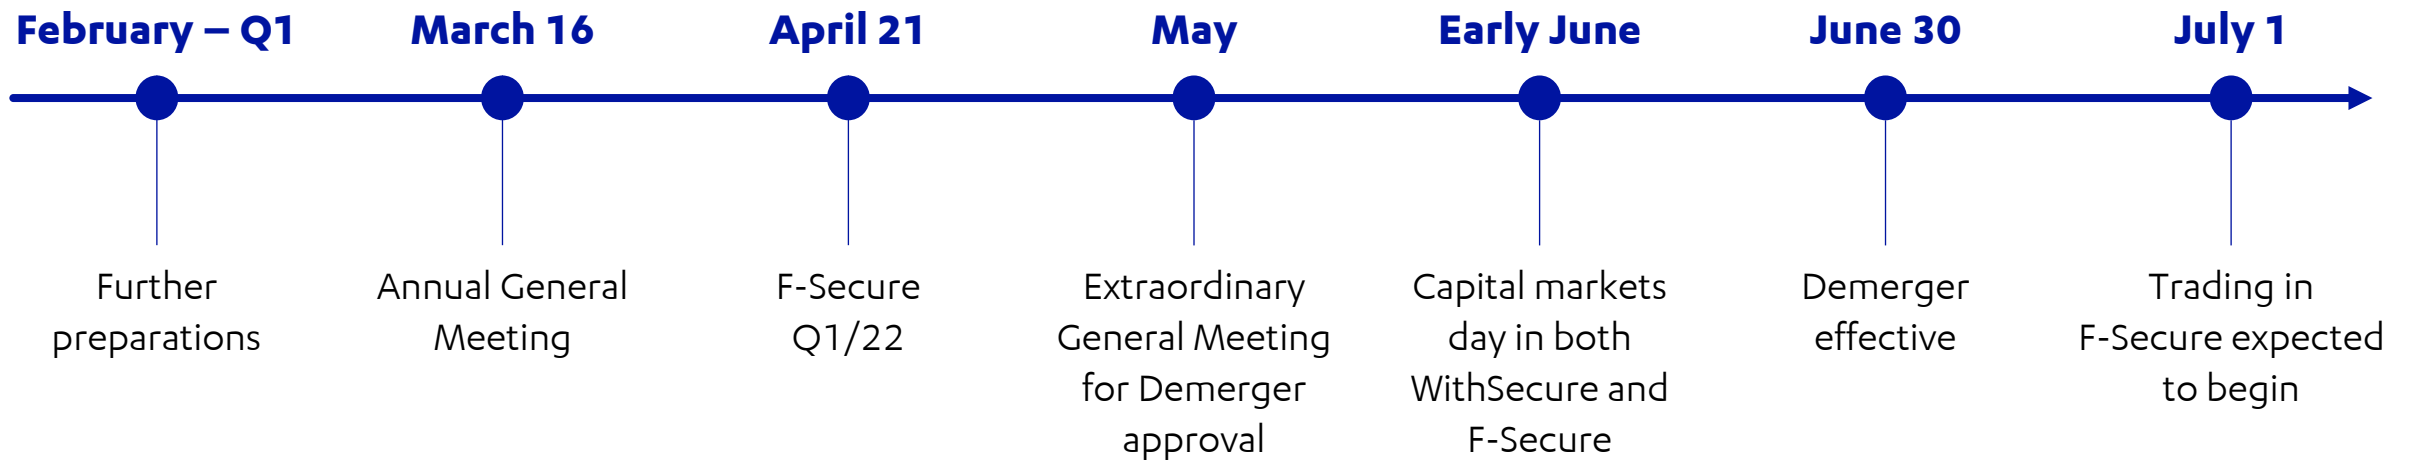 February – Q1
Further
preparations
March 16
Annual General
Meeting
April 21
F-Secure
Q1/22
May
Extraordinary
General Meeting
for Demerger
approval
Early June
Capital markets
day in both
WithSecure and
F-Secure
June 30
Demerger
effective
July 1
Trading in
F-Secure expected
to begin